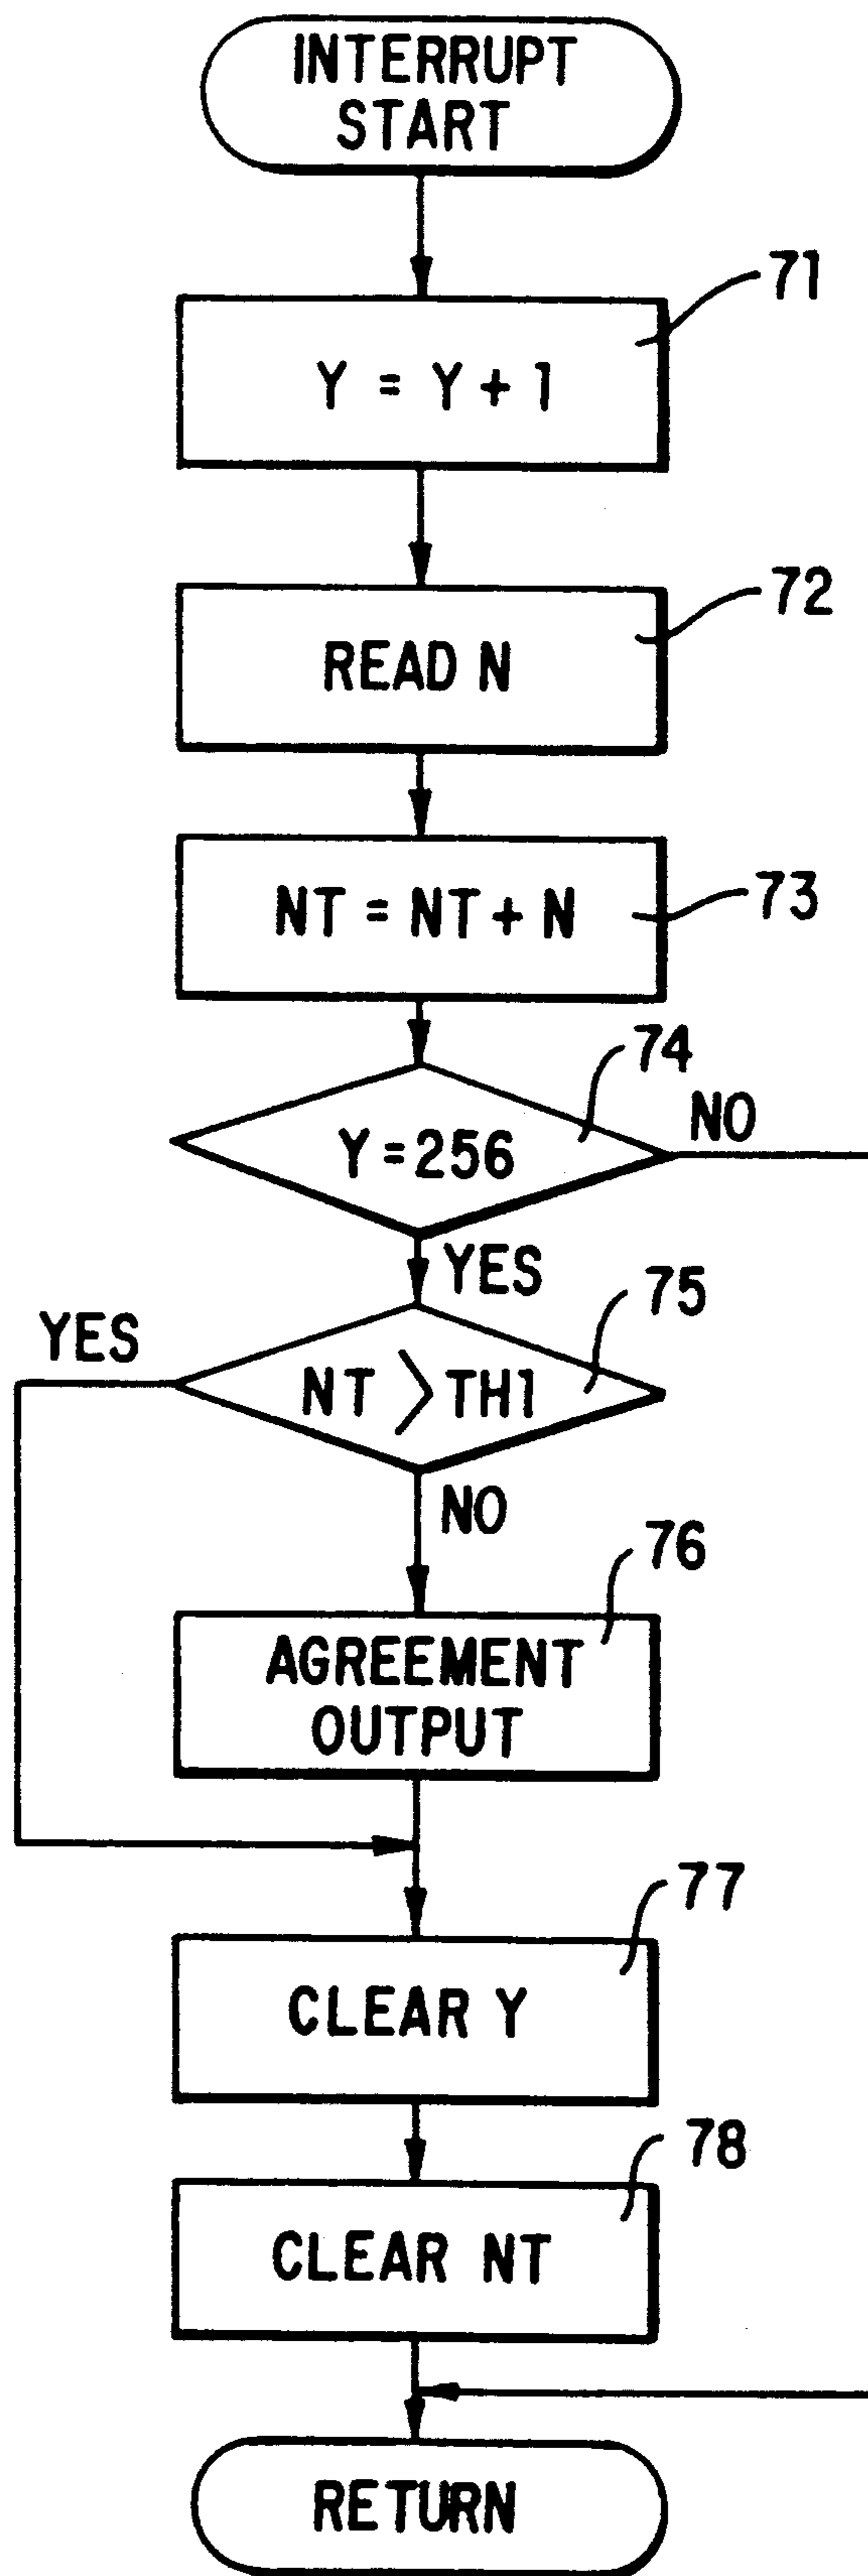 INTERRUPT
START
71
Y = Y + 1
72
READ N
73
NT = NT + N
74
NO
Y = 256
YES
75
YES
NT > TH1
NO
76
AGREEMENT
OUTPUT
77
CLEAR Y
78
CLEAR NT
RETURN